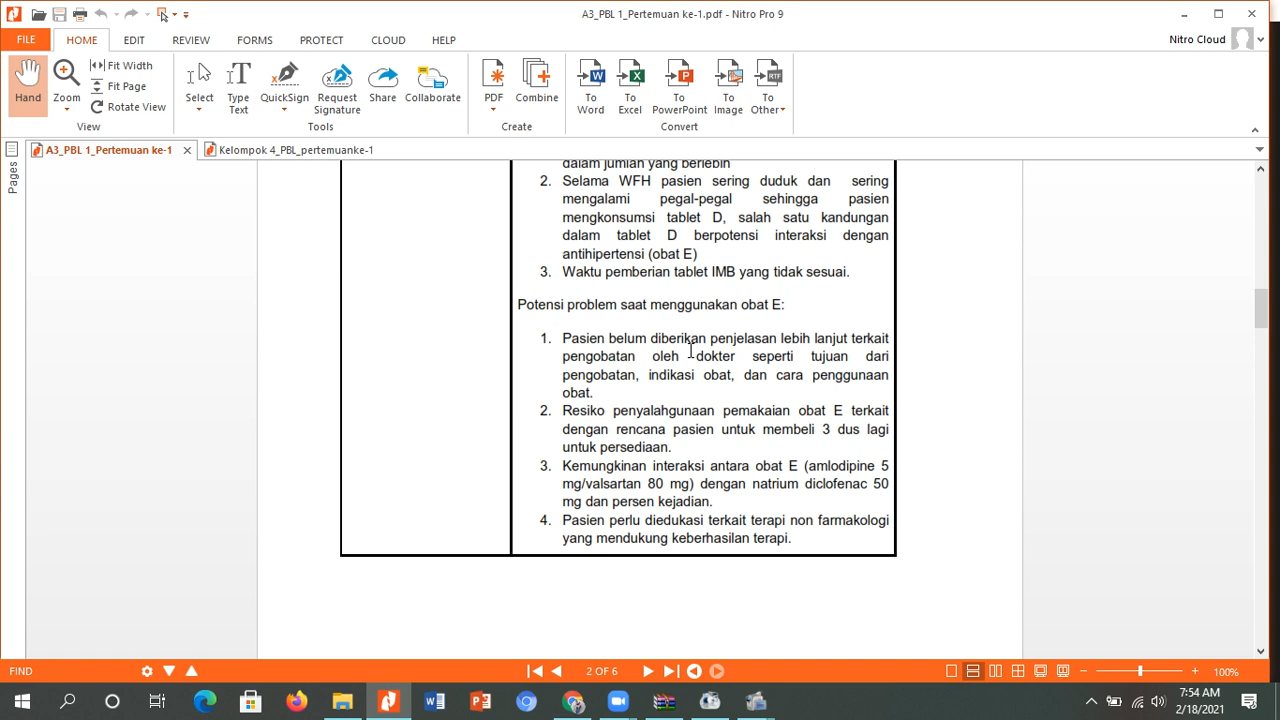 A3_PBL 1_Pertemuan ke-1.pdf - Nitro Pro 9
FILE HOME EDIT REVIEW FORMS PROTECT CLOUD HELP Nitro Cloud
Hand
Zoom
Fit Width
Fit Page
Rotate View
View
Select
Type Text
QuickSign
Request Signature
Share
Collaborate
Tools
PDF
Combine
Create
To Word
To Excel
To PowerPoint
To Image
To Other
Convert
Pages
A3_PBL 1_Pertemuan ke-1
Kelompok 4_PBL_pertemuanke-1
dalam jumlah yang berlebih
2. Selama WFH pasien sering duduk dan sering
mengalami pegal-pegal sehingga pasien
mengkonsumsi tablet D, salah satu kandungan
dalam tablet D berpotensi interaksi dengan
antihipertensi (obat E)
3. Waktu pemberian tablet IMB yang tidak sesuai.
Potensi problem saat menggunakan obat E:
1. Pasien belum diberikan penjelasan lebih lanjut terkait
pengobatan oleh dokter seperti tujuan dari
pengobatan, indikasi obat, dan cara penggunaan
obat.
2. Resiko penyalahgunaan pemakaian obat E terkait
dengan rencana pasien untuk membeli 3 dus lagi
untuk persediaan.
3. Kemungkinan interaksi antara obat E (amlodipine 5
mg/valsartan 80 mg) dengan natrium diclofenac 50
mg dan persen kejadian.
4. Pasien perlu diedukasi terkait terapi non farmakologi
yang mendukung keberhasilan terapi.
FIND
2 OF 6
100%
7:54 AM
2/18/2021